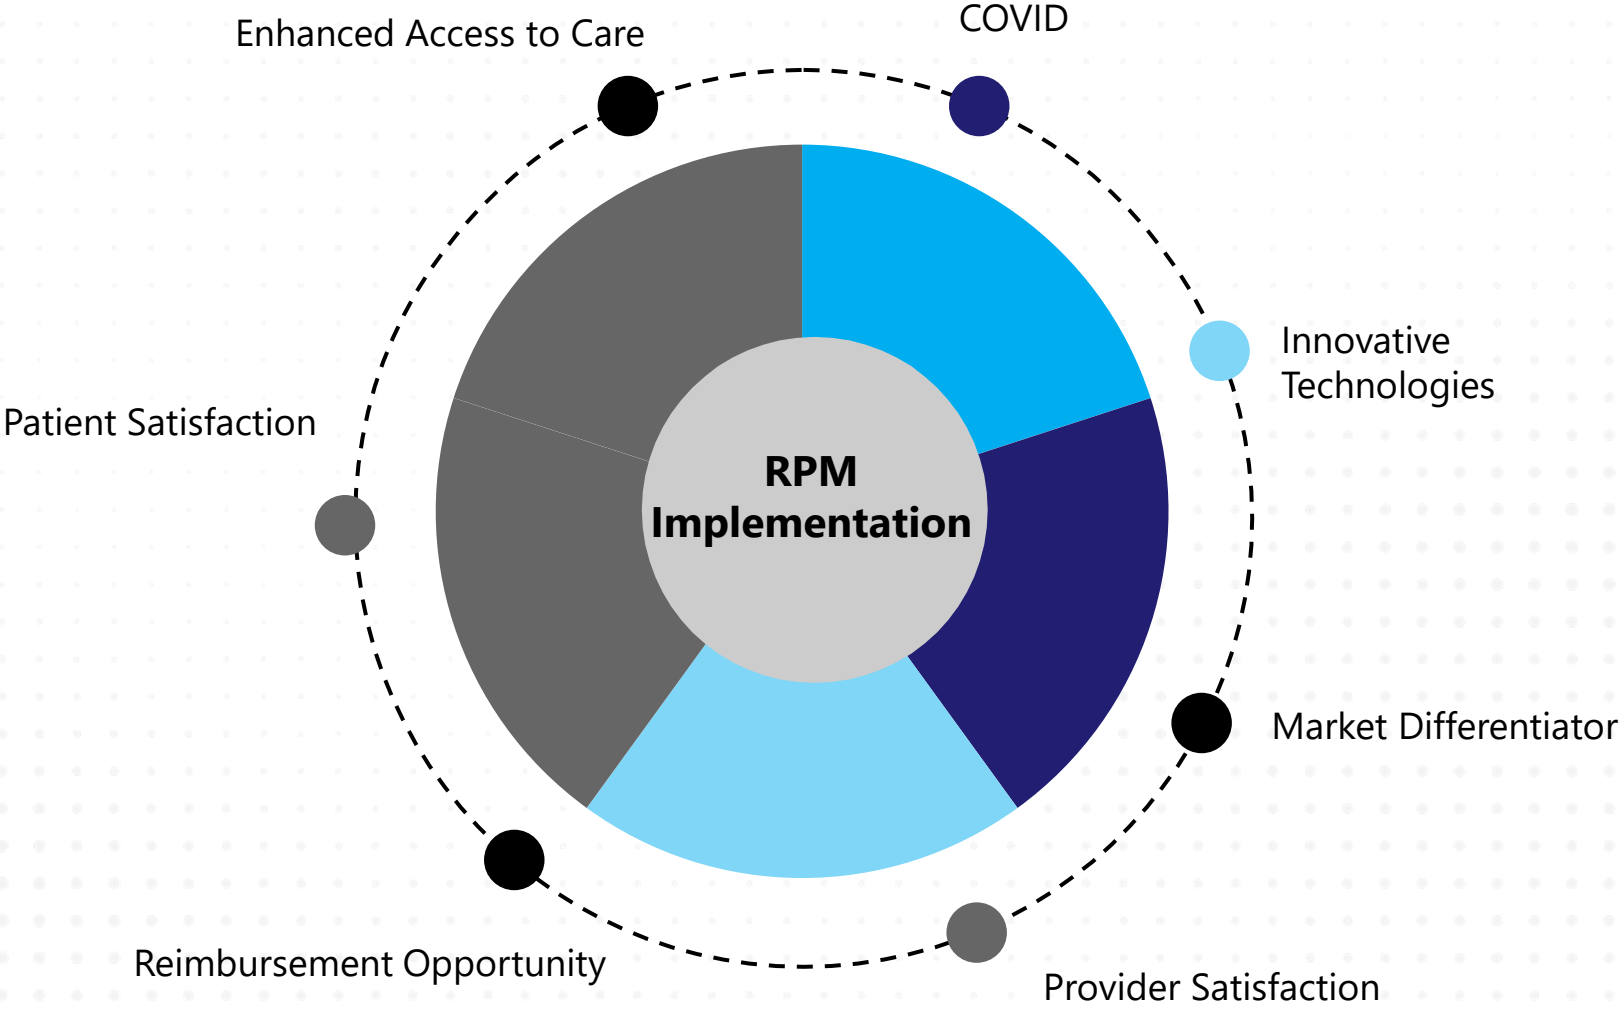 Enhanced Access to Care
COVID
Innovative
Technologies
Patient Satisfaction
RPM
Implementation
Market Differentiator
Reimbursement Opportunity
Provider Satisfaction